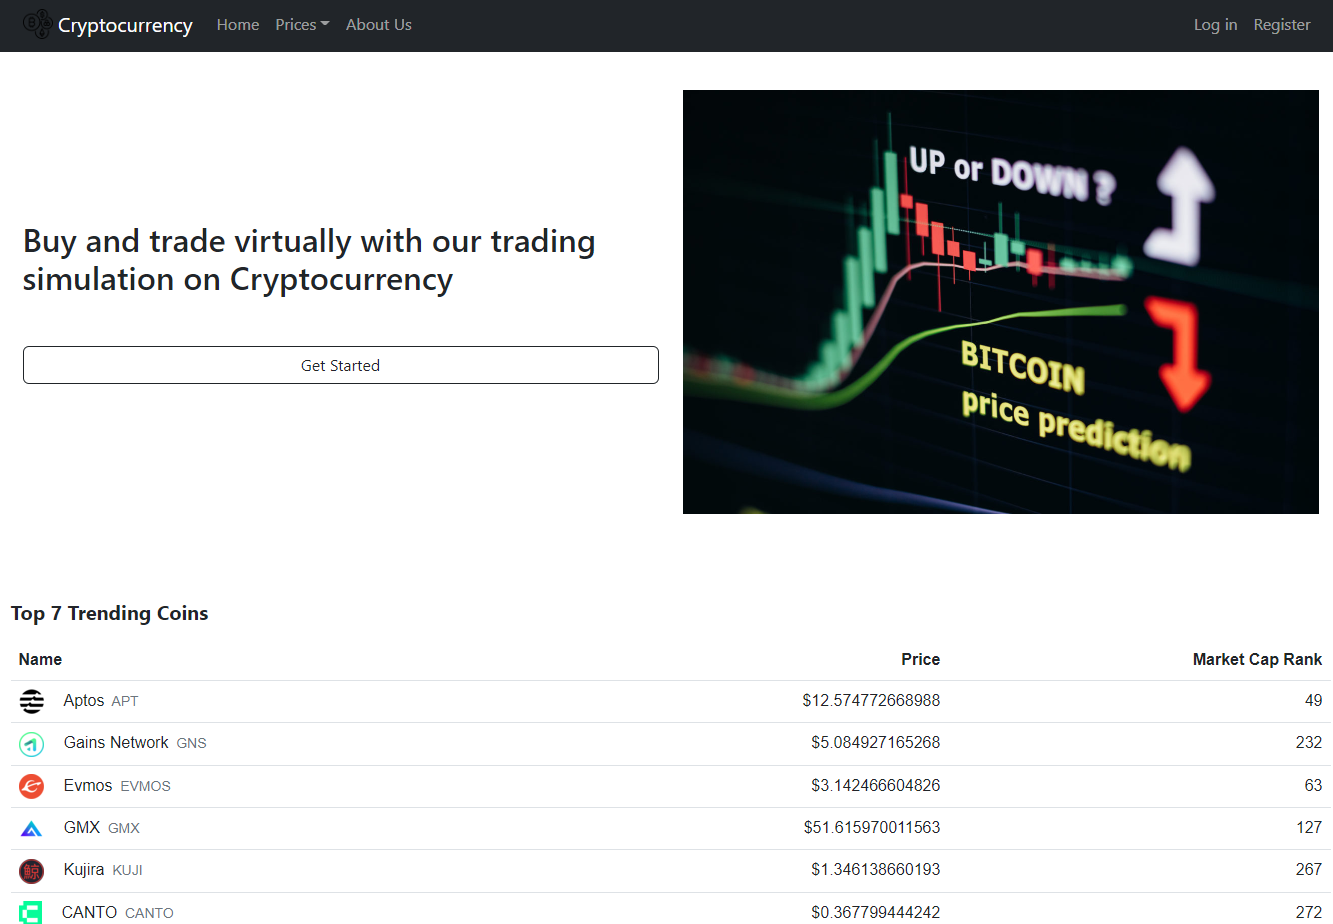 Cryptocurrency Home Prices About Us Log in Register
UP or DOWN ?
Buy and trade virtually with our trading
simulation on Cryptocurrency
BITCOIN
price prediction
Get Started
Top 7 Trending Coins
Name Price Market Cap Rank
Aptos APT $12.574772668988 49
Gains Network GNS $5.084927165268 232
Evmos EVMOS $3.142466604826 63
GMX GMX $51.615970011563 127
鯨 Kujira KUJI $1.346138660193 267
CANTO CANTO $0.367799444242 272